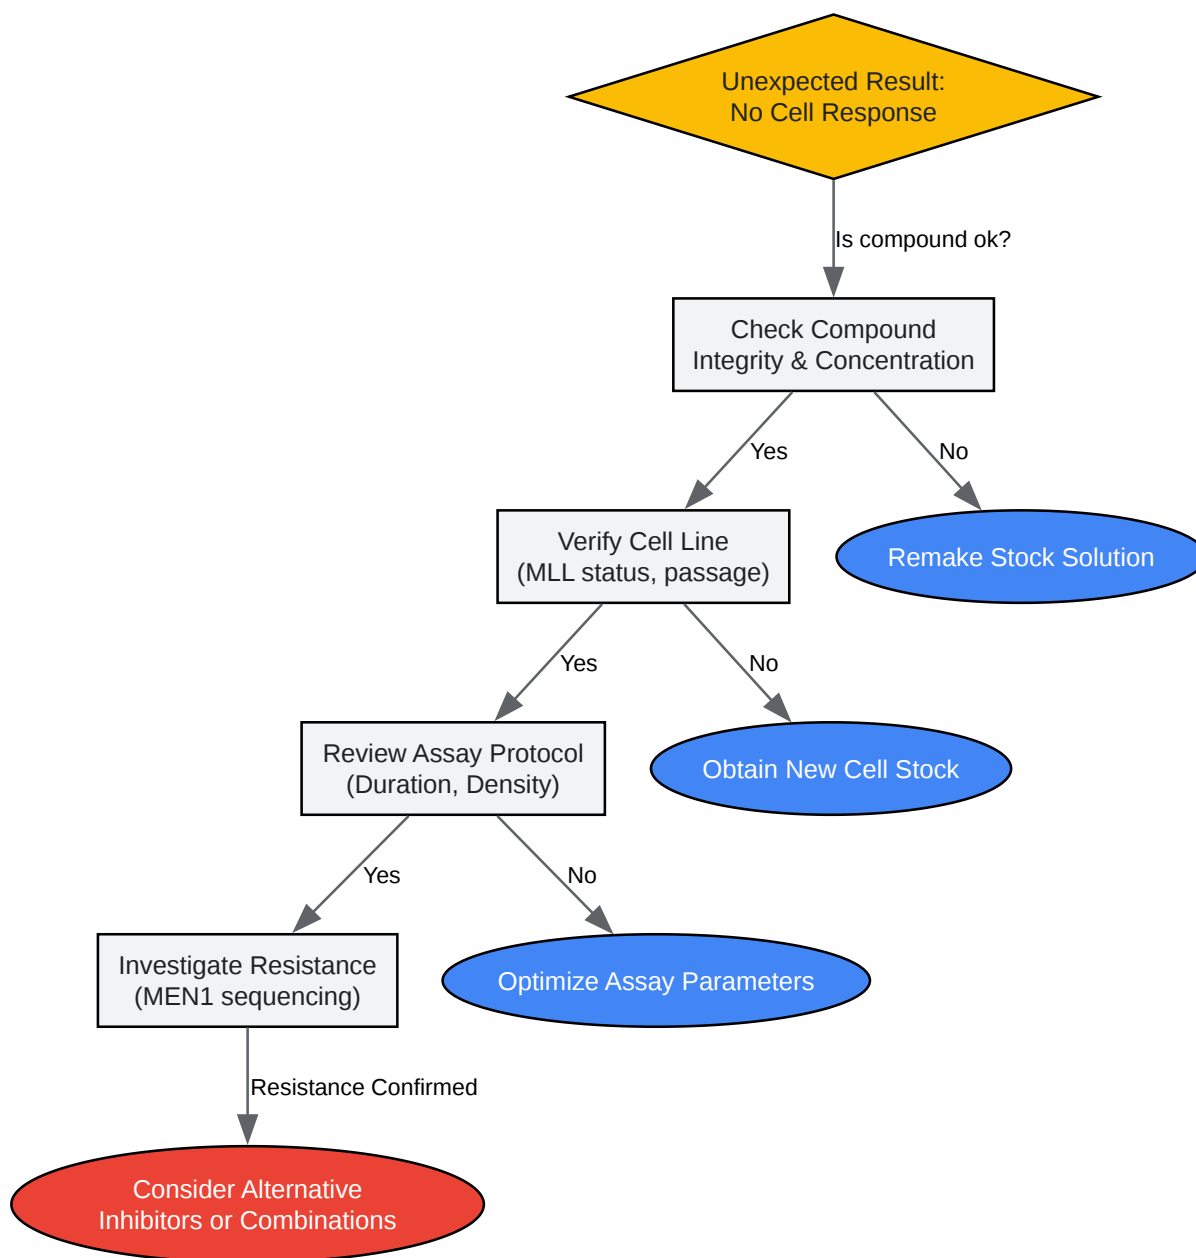 Unexpected Result:
No Cell Response
Is compound ok?
Check Compound
Integrity & Concentration
Yes
No
Verify Cell Line
(MLL status, passage)
Remake Stock Solution
Yes
No
Review Assay Protocol
(Duration, Density)
Obtain New Cell Stock
Yes
No
Investigate Resistance
(MEN1 sequencing)
Optimize Assay Parameters
Resistance Confirmed
Consider Alternative
Inhibitors or Combinations